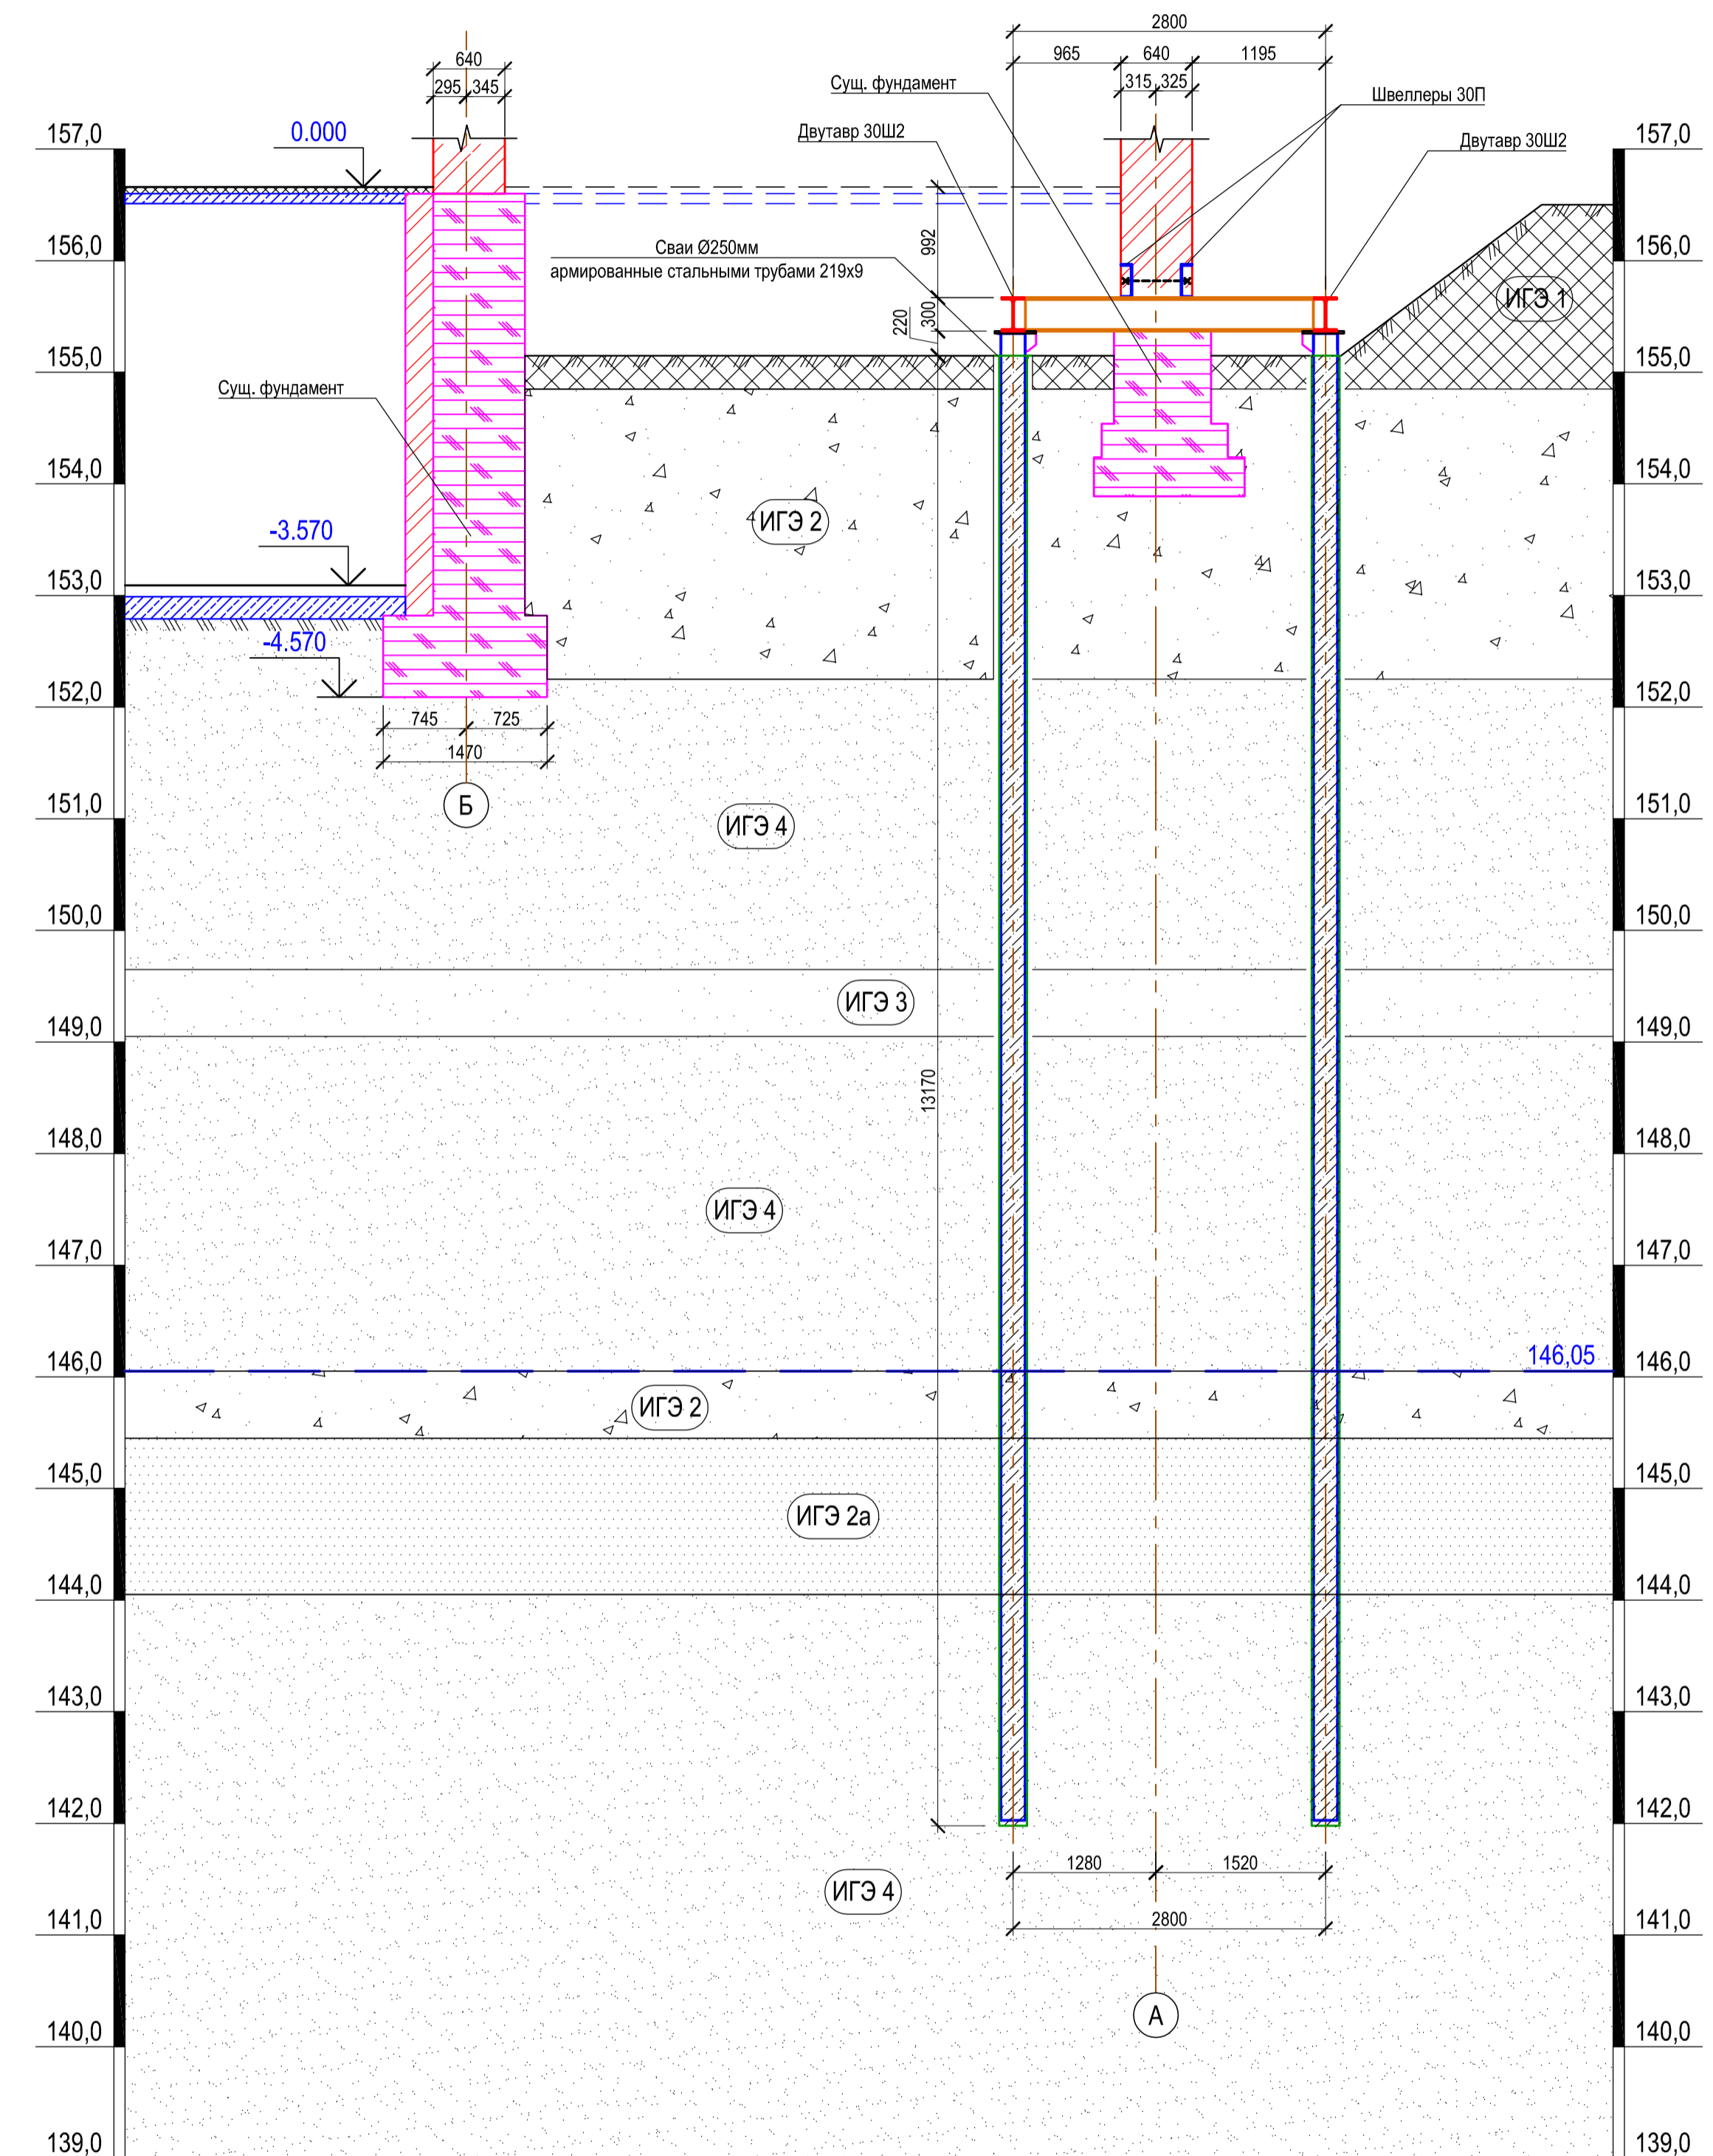 2800
965 640 1195
315 325
640
295 345
Сущ. фундамент
Швеллеры 30П
Двутавр 30Ш2
Двутавр 30Ш2
0.000
157,0 157,0
156,0 156,0
155,0 155,0
154,0 154,0
153,0 153,0
152,0 152,0
151,0 151,0
150,0 150,0
149,0 149,0
148,0 148,0
147,0 147,0
146,0 146,0
145,0 145,0
144,0 144,0
143,0 143,0
142,0 142,0
141,0 141,0
140,0 140,0
139,0 139,0
Сваи Ø250мм
армированные стальными трубами 219х9
992
300
220
13170
ИГЭ 1
Сущ. фундамент
ИГЭ 2
-3.570
-4.570
745 725
1470
Б
ИГЭ 4
ИГЭ 3
ИГЭ 4
146,05
ИГЭ 2
ИГЭ 2а
ИГЭ 4
1280 1520
2800
А